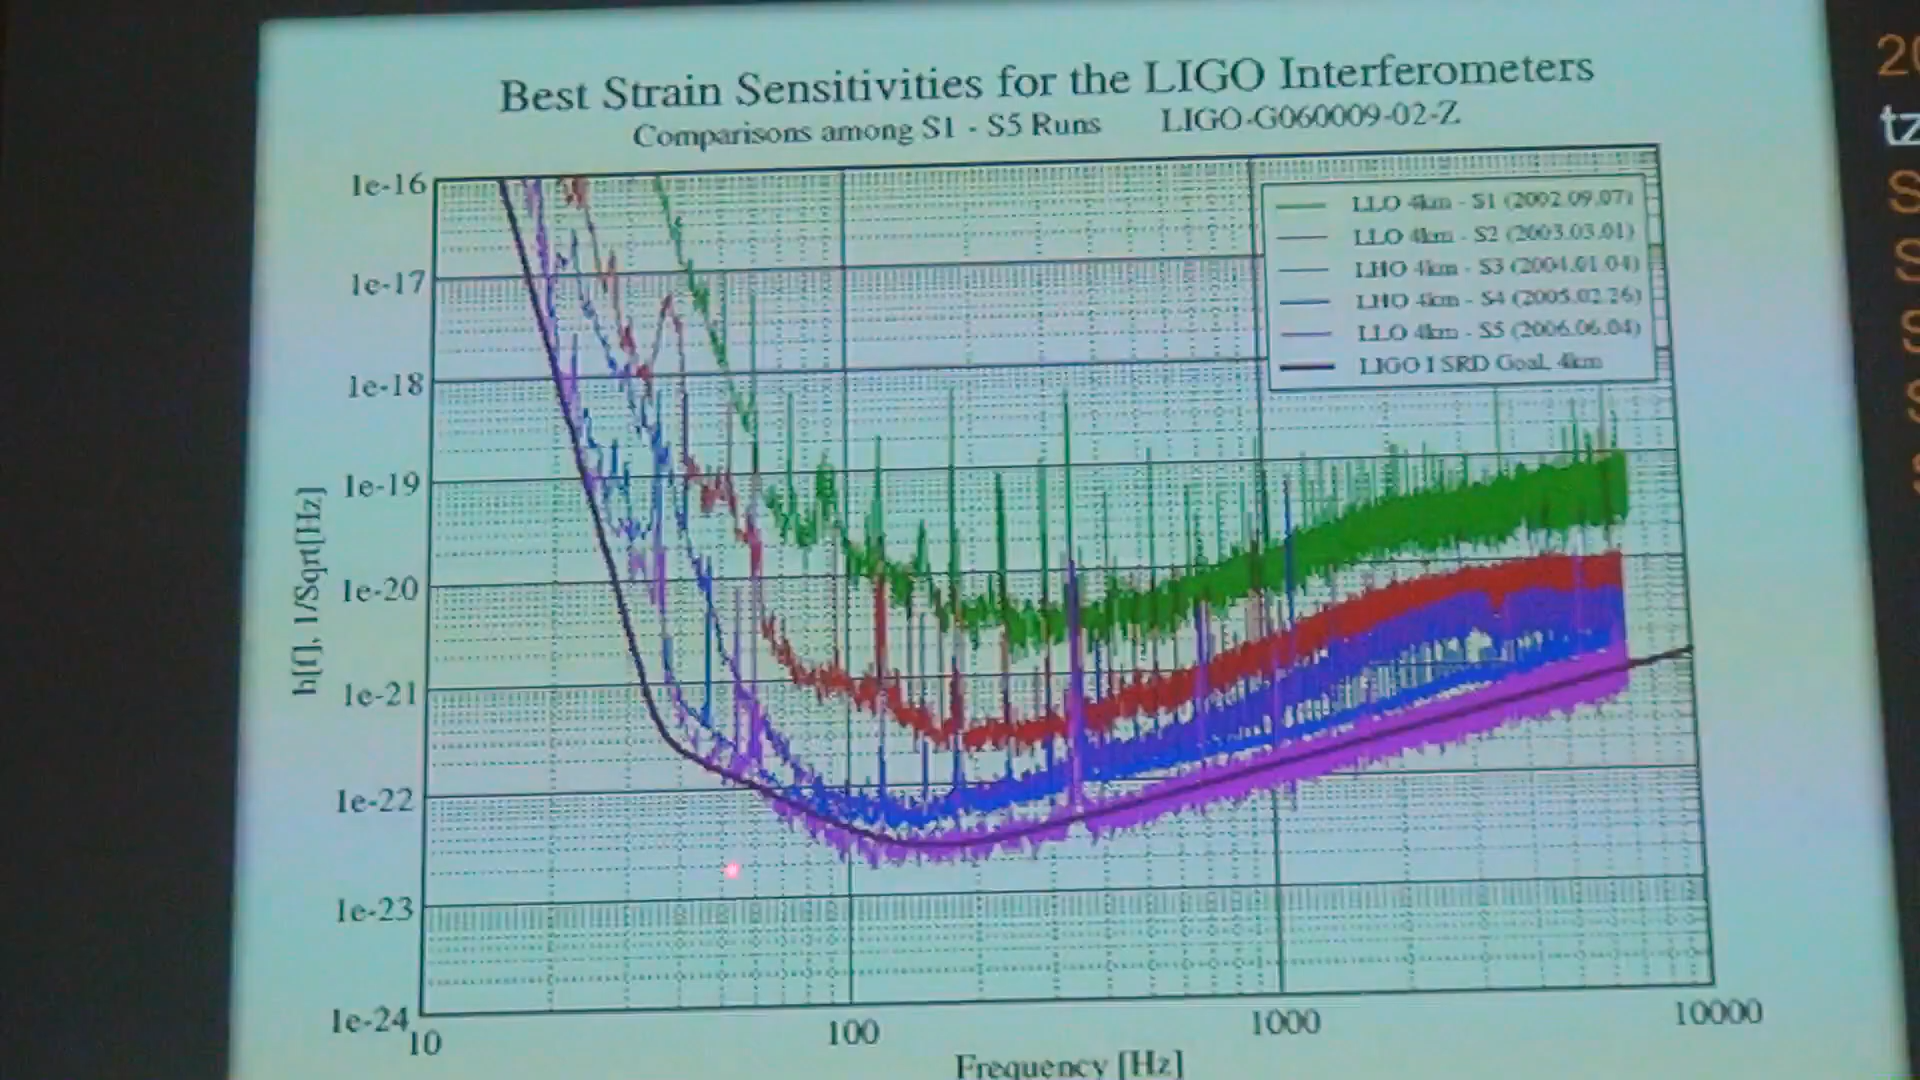 Best Strain Sensitivities for the LIGO Interferometers
Comparisons among S1 - S5 Runs LIGO-G060009-02-Z
LLO 4km - S1 (2002.09.07)
LLO 4km - S2 (2003.03.01)
LHO 4km - S3 (2004.01.04)
LHO 4km - S4 (2005.02.26)
LLO 4km - S5 (2006.06.04)
LIGO I SRD Goal, 4km
1e-16
1e-17
1e-18
1e-19
1e-20
1e-21
1e-22
1e-23
1e-24
h[f], 1/Sqrt[Hz]
10
100
1000
10000
Frequency [Hz]
20
tz
S
S
S